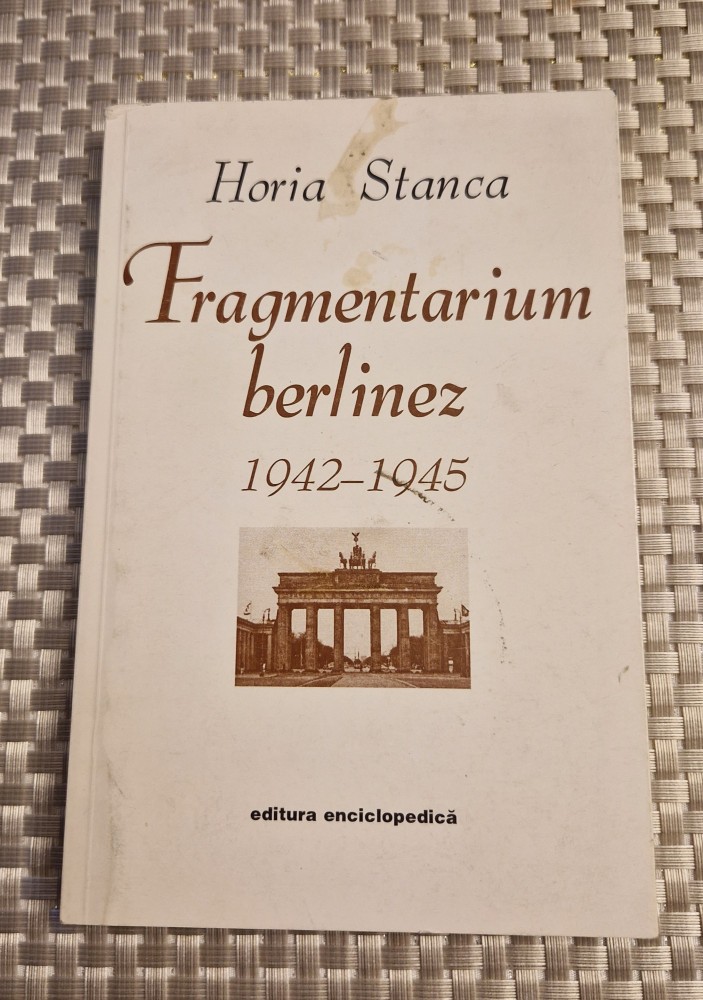 Horia Stanca
Fragmentarium
berlinez
1942–1945
editura enciclopedică